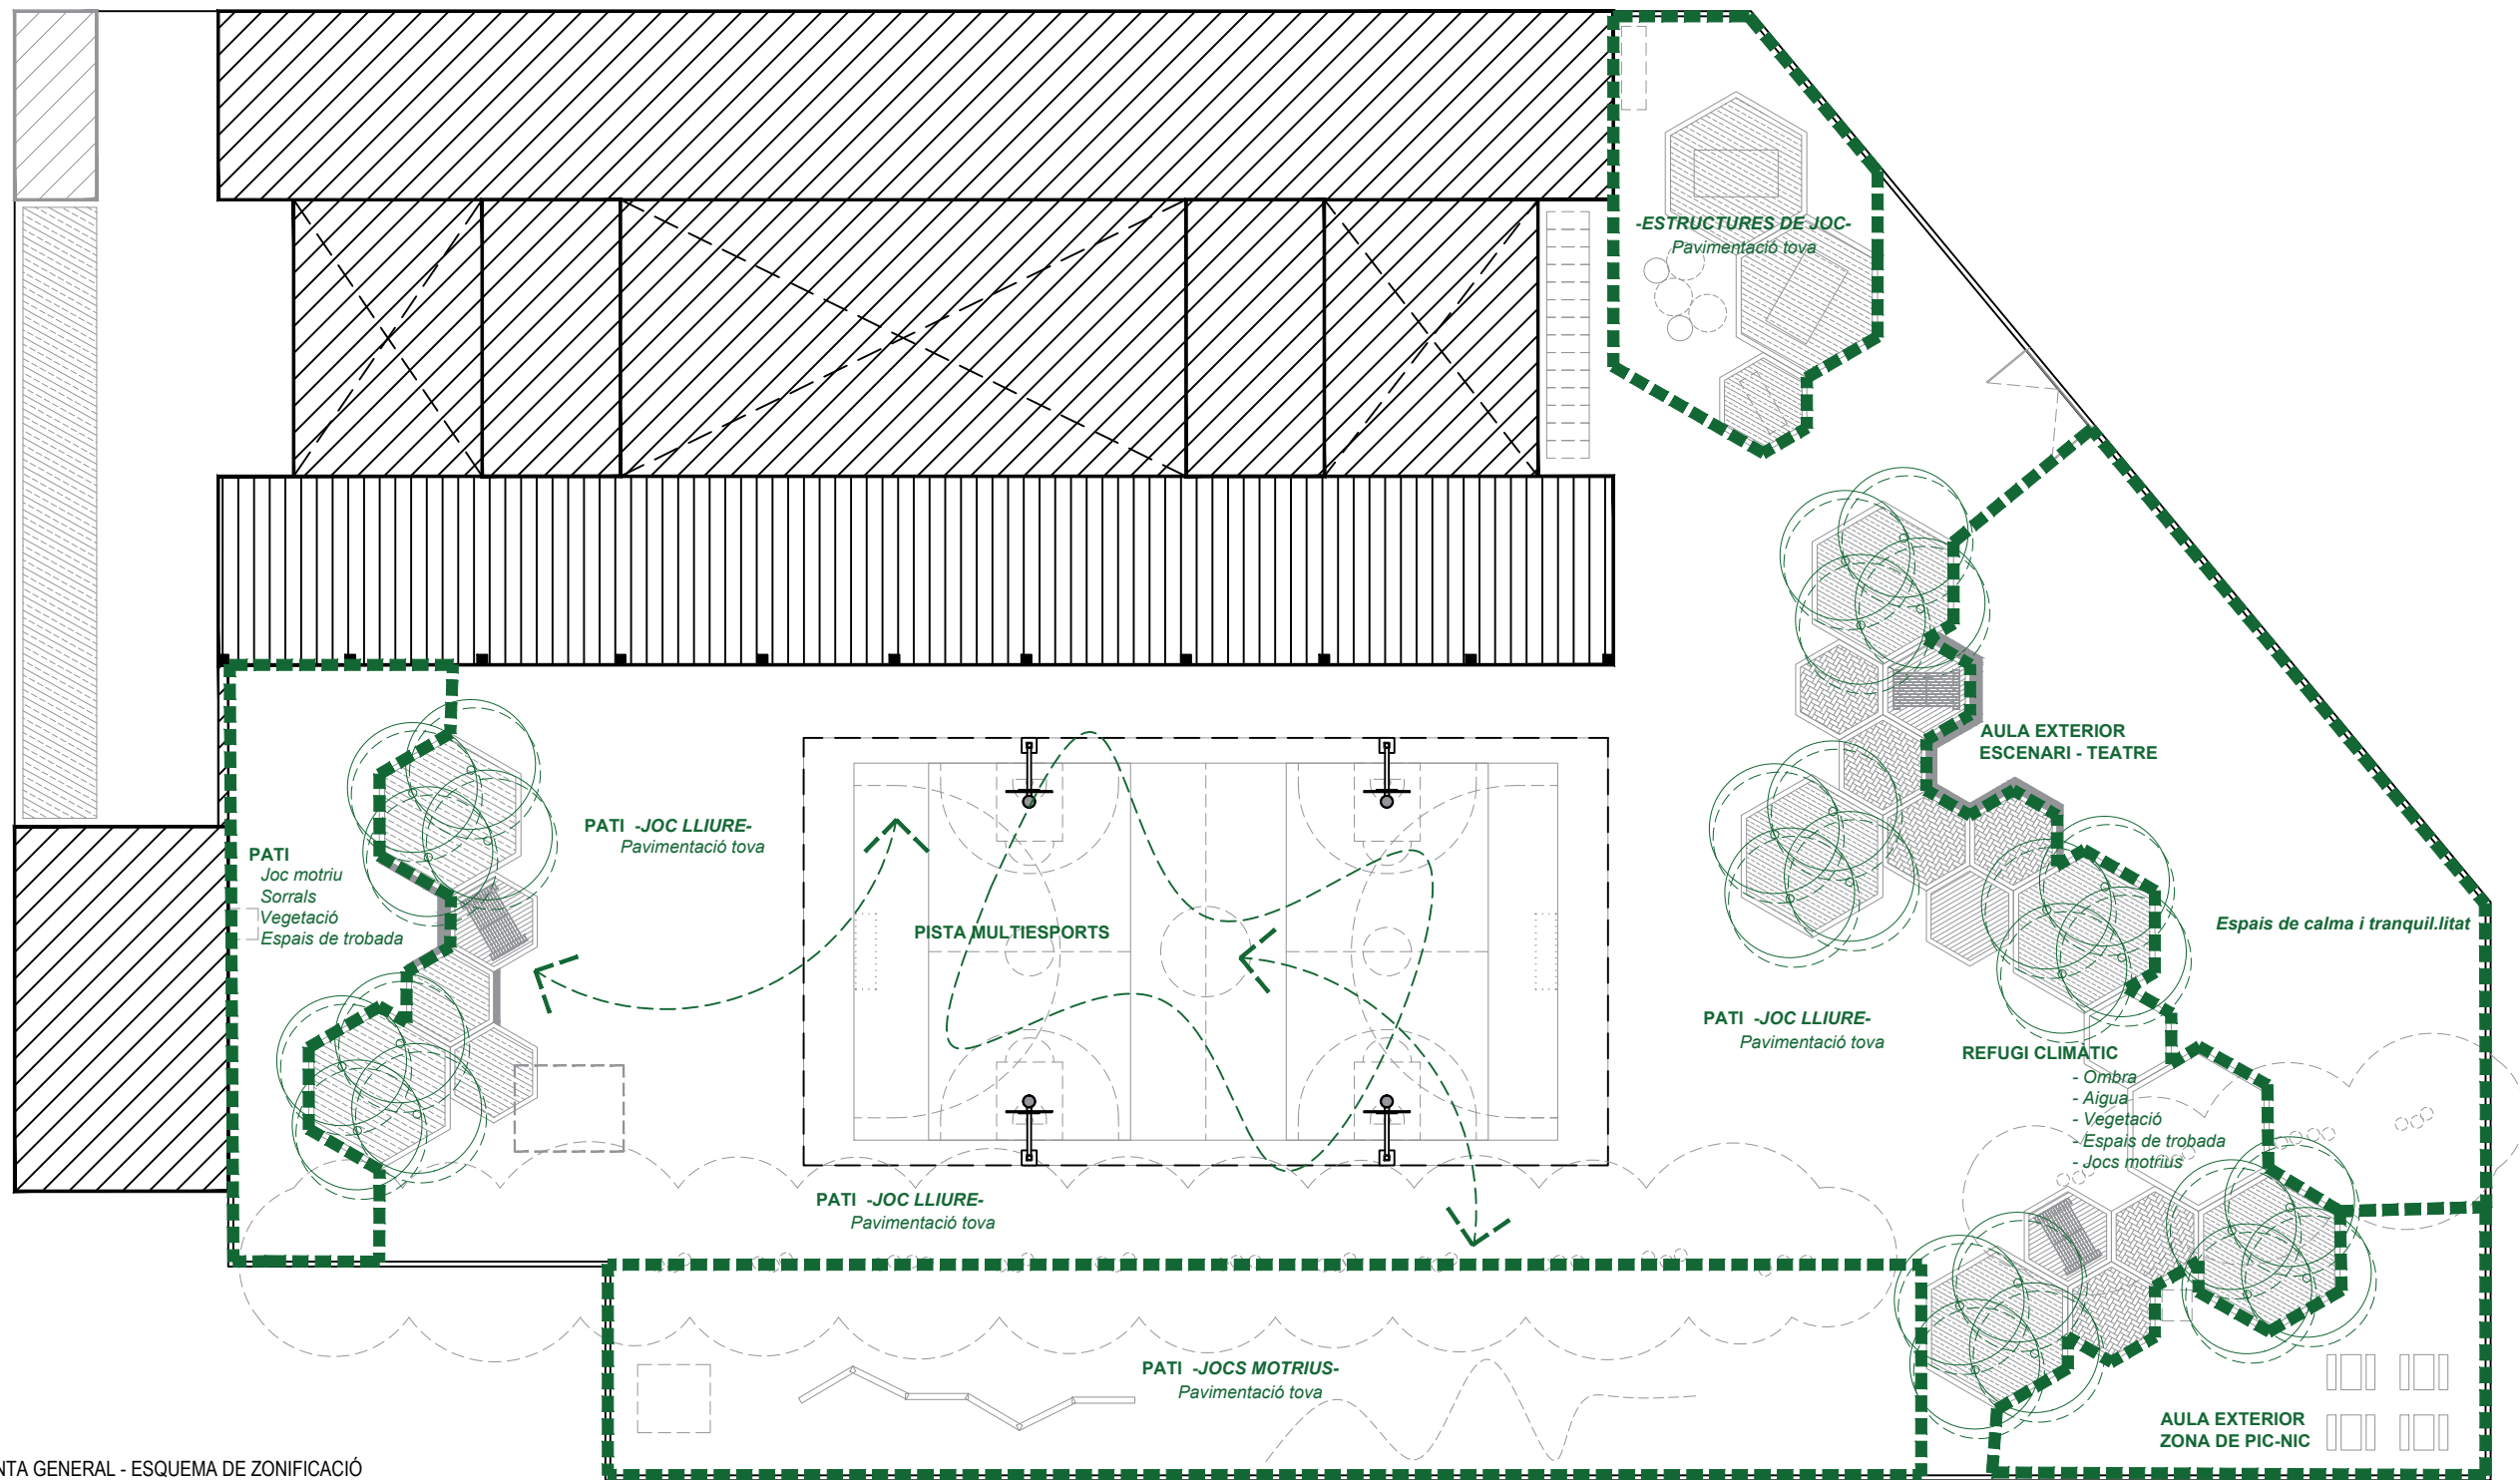 -ESTRUCTURES DE JOC-
Pavimentació tova
AULA EXTERIOR
ESCENARI - TEATRE
PATI -JOC LLIURE-
Pavimentació tova
PATI
Joc motriu
Sorrals
Vegetació
Espais de trobada
PISTA MULTIESPORTS
Espais de calma i tranquil.litat
PATI -JOC LLIURE-
Pavimentació tova
REFUGI CLIMÀTIC
- Ombra
- Aigua
- Vegetació
- Espais de trobada
- Jocs motrius
PATI -JOC LLIURE-
Pavimentació tova
PATI -JOCS MOTRIUS-
Pavimentació tova
AULA EXTERIOR
ZONA DE PIC-NIC
NTA GENERAL - ESQUEMA DE ZONIFICACIÓ